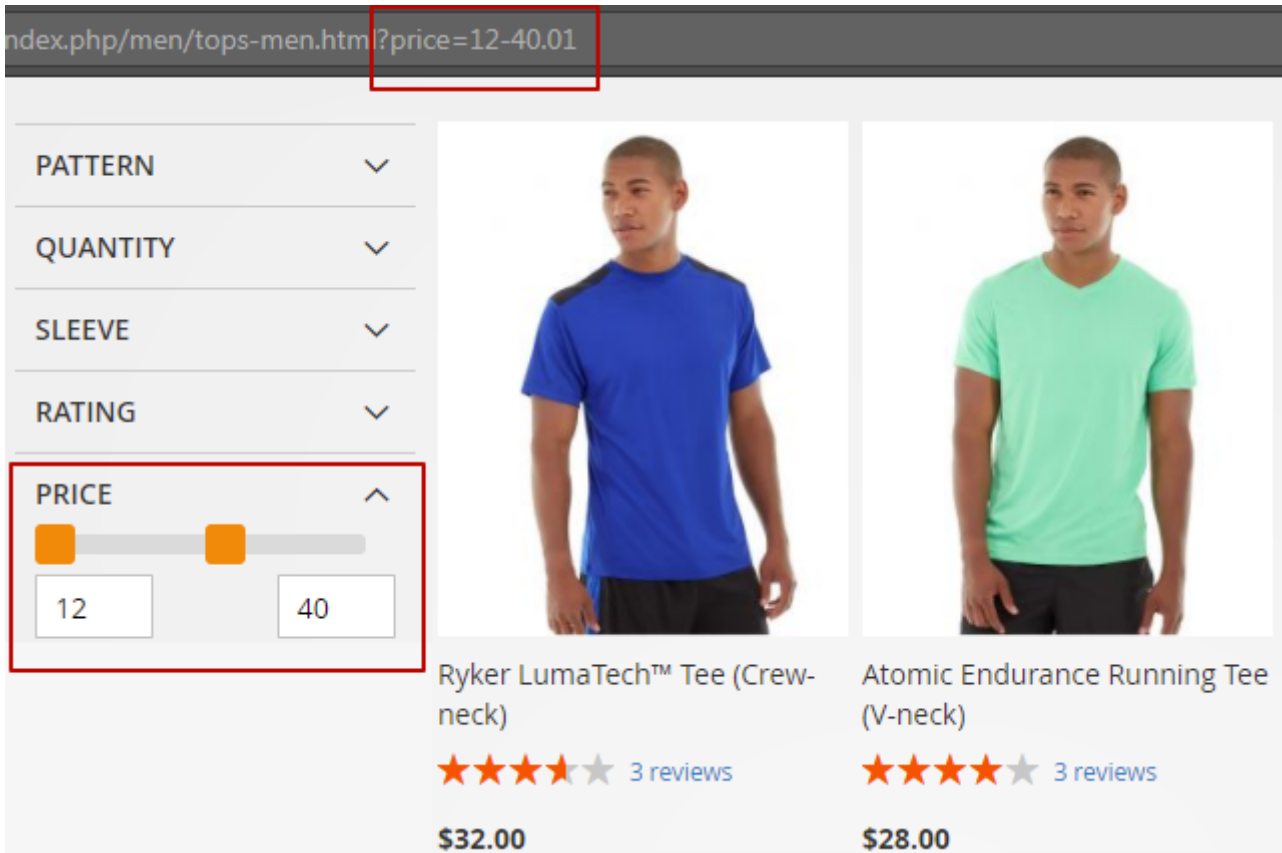 ndex.php/men/tops-men.html?price=12-40.01
PATTERN
QUANTITY
SLEEVE
RATING
PRICE
12
40
Ryker LumaTech™ Tee (Crew-
neck)
3 reviews
$32.00
Atomic Endurance Running Tee
(V-neck)
3 reviews
$28.00